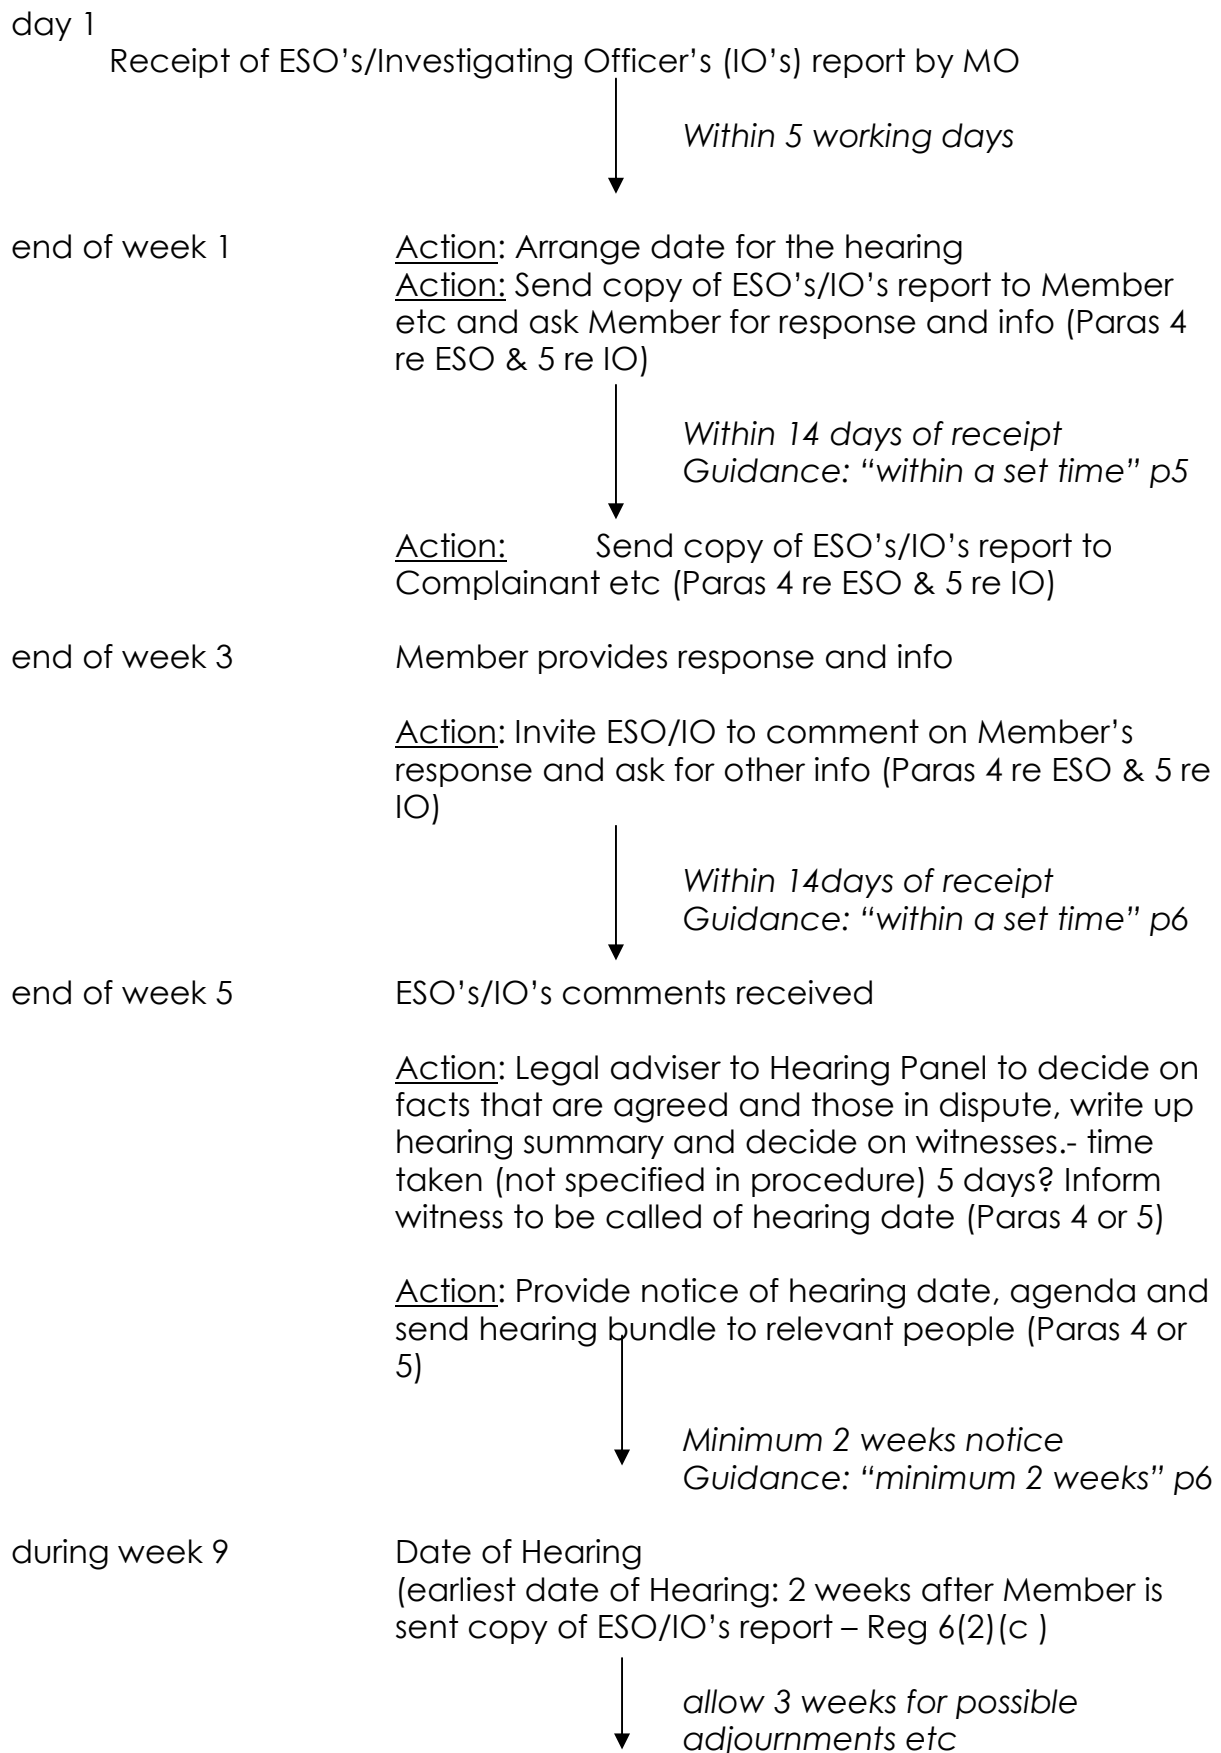 day 1
Receipt of ESO’s/Investigating Officer’s (IO’s) report by MO
Within 5 working days
end of week 1 Action: Arrange date for the hearing
Action: Send copy of ESO’s/IO’s report to Member
etc and ask Member for response and info (Paras 4
re ESO & 5 re IO)
Within 14 days of receipt
Guidance: “within a set time” p5
Action: Send copy of ESO’s/IO’s report to
Complainant etc (Paras 4 re ESO & 5 re IO)
end of week 3 Member provides response and info
Action: Invite ESO/IO to comment on Member’s
response and ask for other info (Paras 4 re ESO & 5 re
IO)
Within 14days of receipt
Guidance: “within a set time” p6
end of week 5 ESO’s/IO’s comments received
Action: Legal adviser to Hearing Panel to decide on
facts that are agreed and those in dispute, write up
hearing summary and decide on witnesses.- time
taken (not specified in procedure) 5 days? Inform
witness to be called of hearing date (Paras 4 or 5)
Action: Provide notice of hearing date, agenda and
send hearing bundle to relevant people (Paras 4 or
5)
Minimum 2 weeks notice
Guidance: “minimum 2 weeks” p6
during week 9 Date of Hearing
(earliest date of Hearing: 2 weeks after Member is
sent copy of ESO/IO’s report – Reg 6(2)(c )
allow 3 weeks for possible
adjournments etc